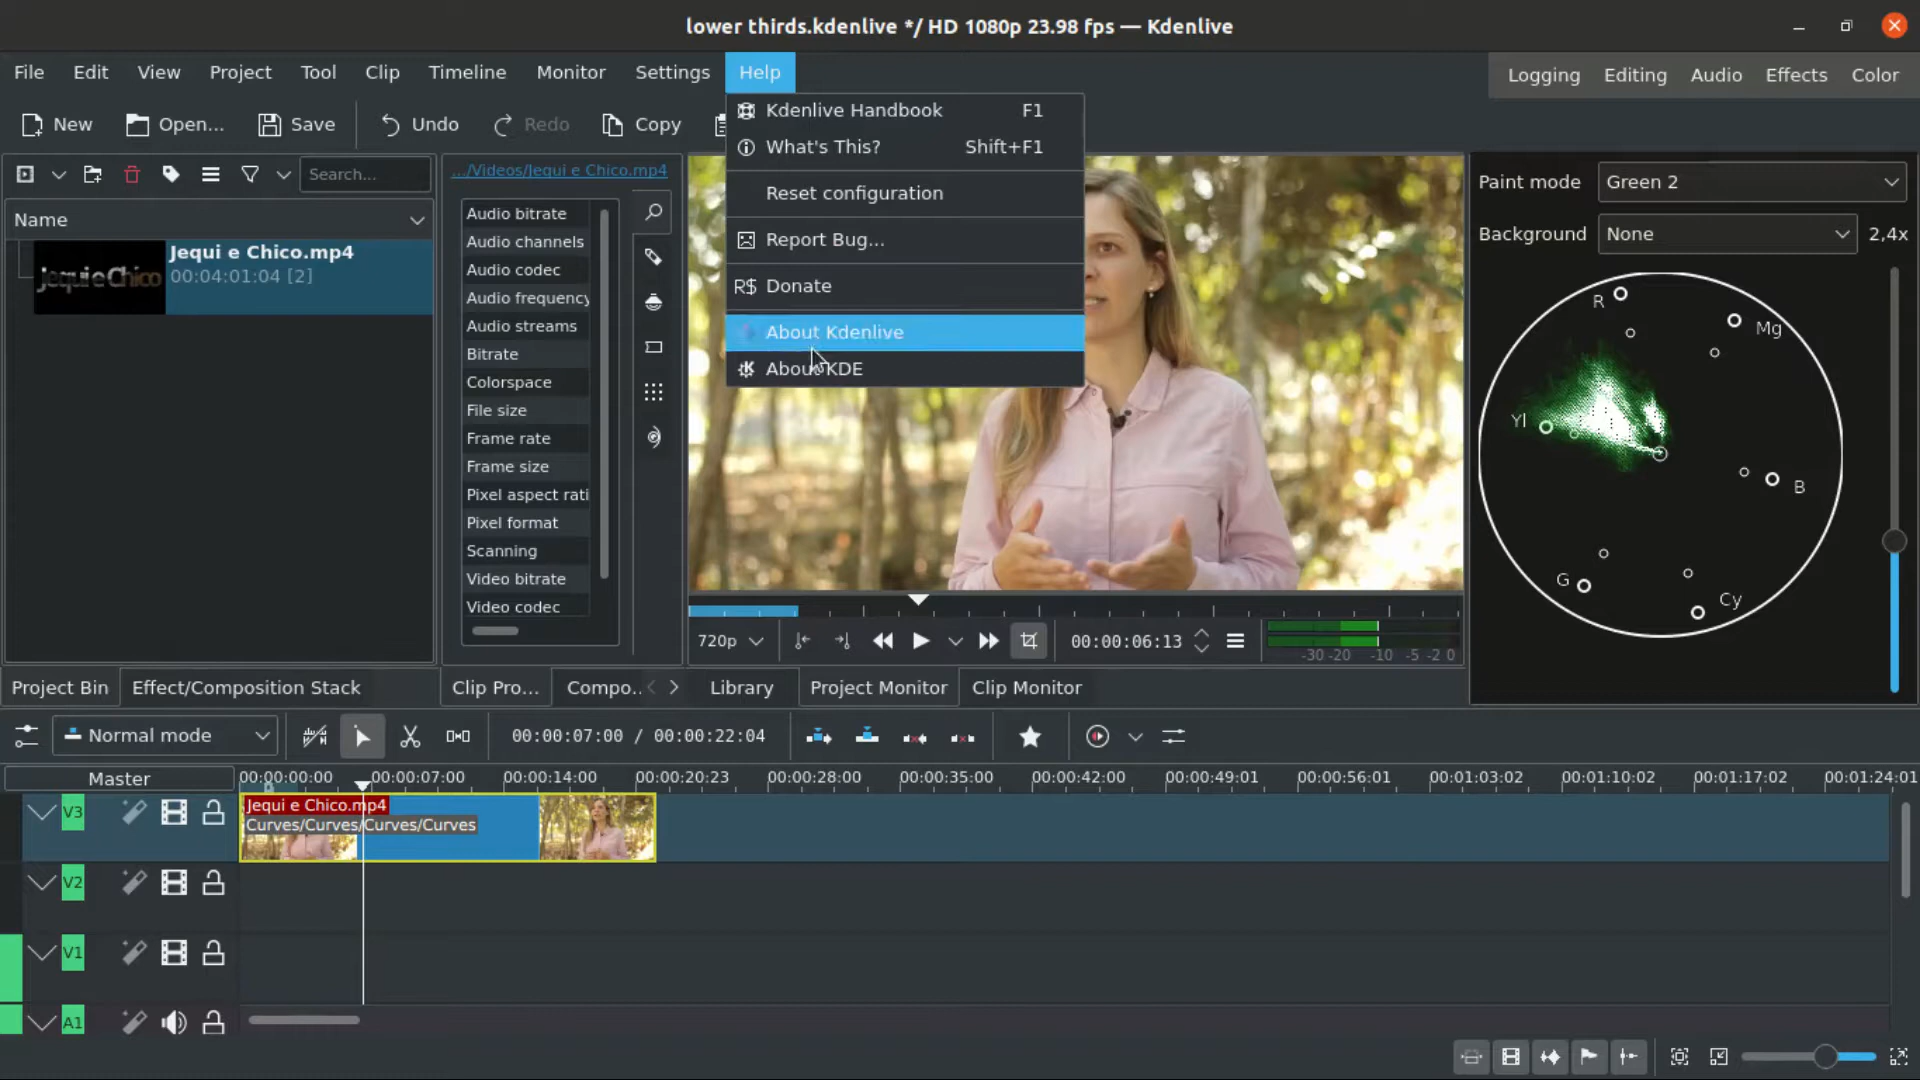 lower thirds.kdenlive */ HD 1080p 23.98 fps — Kdenlive
File Edit View Project Tool Clip Timeline Monitor Settings Help
Logging Editing Audio Effects Color
New Open... Save Undo Redo Copy
Kdenlive Handbook F1
What's This? Shift+F1
Reset configuration
Report Bug...
R$ Donate
About Kdenlive
About KDE
Search...
Name
Jequi e Chico
Jequi e Chico.mp4
00:04:01:04 [2]
.../Videos/Jequi e Chico.mp4
Audio bitrate
Audio channels
Audio codec
Audio frequency
Audio streams
Bitrate
Colorspace
File size
Frame rate
Frame size
Pixel aspect rati
Pixel format
Scanning
Video bitrate
Video codec
Paint mode Green 2
Background None 2,4x
R
Mg
Yl
B
G
Cy
720p 00:00:06:13
-30 -20 -10 -5 -2 0
Project Bin Effect/Composition Stack Clip Pro... Compo.. Library Project Monitor Clip Monitor
Normal mode 00:00:07:00 / 00:00:22:04
Master 00:00:00:00 00:00:07:00 00:00:14:00 00:00:20:23 00:00:28:00 00:00:35:00 00:00:42:00 00:00:49:01 00:00:56:01 00:01:03:02 00:01:10:02 00:01:17:02 00:01:24:01
V3
Jequi e Chico.mp4
Curves/Curves/Curves/Curves
V2
V1
A1